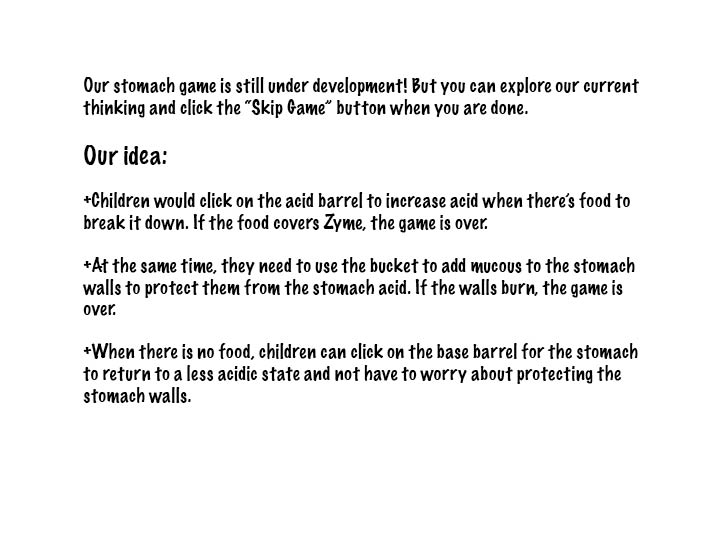 Our stomach game is still under development! But you can explore our current
thinking and click the "Skip Game" button when you are done.
Our idea:
+Children would click on the acid barrel to increase acid when there's food to
break it down. If the food covers Zyme, the game is over.
+At the same time, they need to use the bucket to add mucous to the stomach
walls to protect them from the stomach acid. If the walls burn, the game is
over.
+When there is no food, children can click on the base barrel for the stomach
to return to a less acidic state and not have to worry about protecting the
stomach walls.